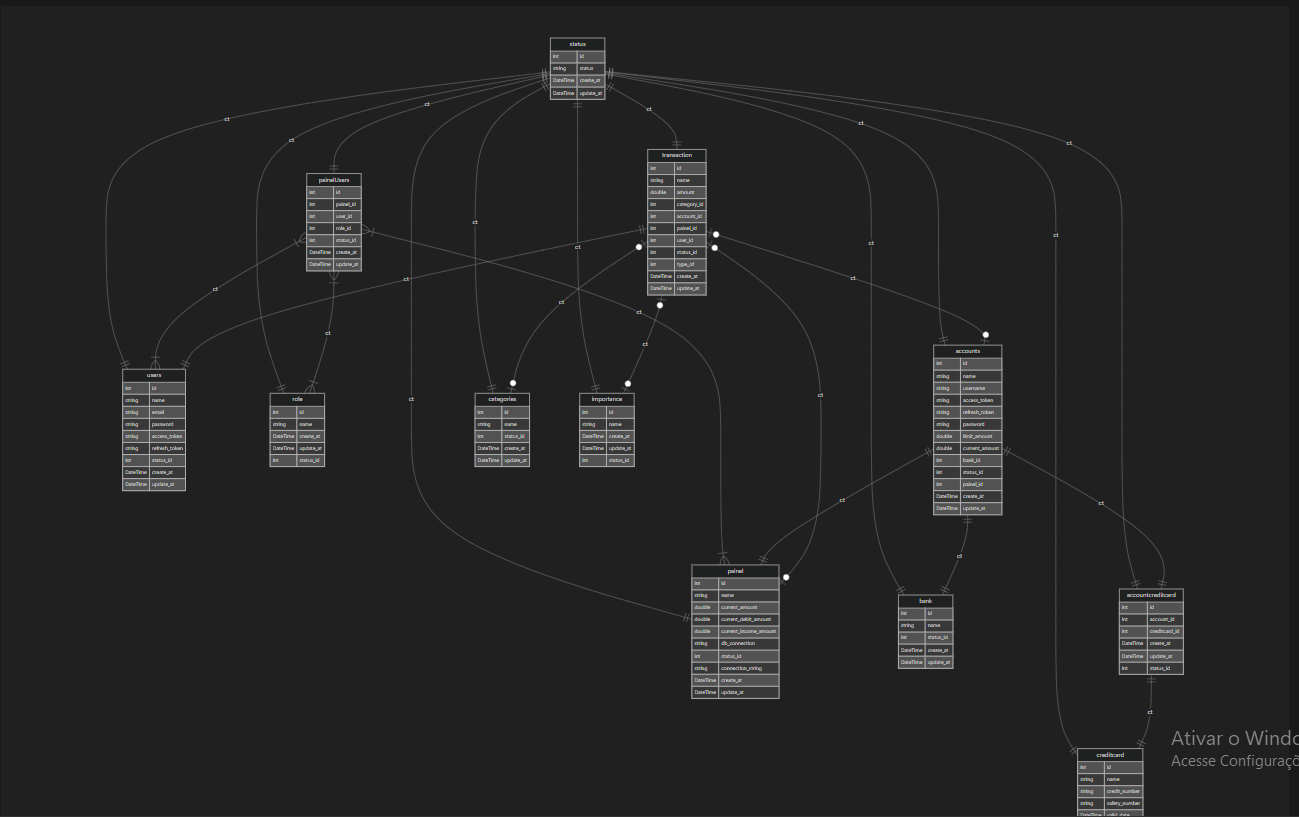 status
int id
string status
DateTime create_at
DateTime update_at
ct
ct
ct
ct
ct
ct
ct
transaction
int id
string name
double amount
int category_id
int account_id
int painel_id
int user_id
int status_id
int type_of
DateTime create_at
DateTime update_at
painelUsers
int id
int painel_id
int user_id
int role_id
int status_id
DateTime create_at
DateTime update_at
ct
ct
ct
ct
ct
ct
ct
ct
ct
ct
ct
ct
accounts
int id
string name
string username
string access_token
string refresh_token
string password
double limit_amount
double current_amount
int bank_id
int status_id
int painel_id
DateTime create_at
DateTime update_at
users
int id
string name
string email
string password
string access_token
string refresh_token
int status_id
DateTime create_at
DateTime update_at
role
int id
string name
DateTime create_at
DateTime update_at
int status_id
categories
int id
string name
int status_id
DateTime create_at
DateTime update_at
importance
int id
string name
DateTime create_at
DateTime update_at
int status_id
ct
ct
ct
ct
ct
painel
int id
string name
double current_amount
double current_debit_amount
double current_income_amount
string db_connection
int status_id
string connection_string
DateTime create_at
DateTime update_at
bank
int id
string name
int status_id
DateTime create_at
DateTime update_at
accountcreditcard
int id
int account_id
int creditcard_id
DateTime create_at
DateTime update_at
int status_id
ct
creditcard
int id
string name
string credit_number
string safety_number
DateTime valid_date
Ativar o Windo
Acesse Configuraçõ